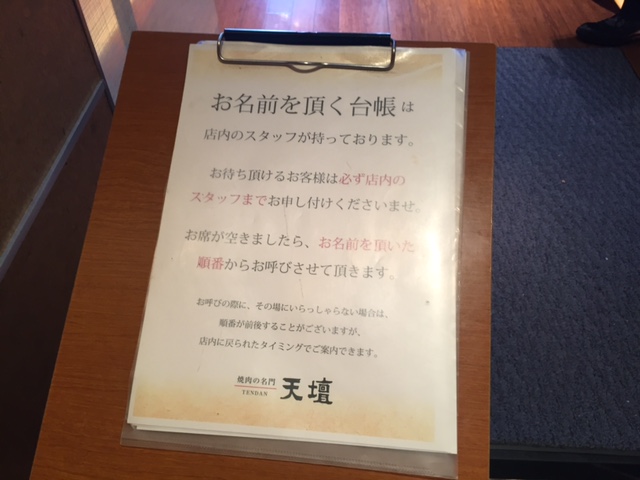 お名前を頂く台帳は
店内のスタッフが持っております。
お待ち頂けるお客様は必ず店内の
スタッフまでお申し付けくださいませ。
お席が空きましたら、お名前を頂いた
順番からお呼びさせて頂きます。
お呼びの際に、その場にいらっしゃらない場合は、
順番が前後することがございますが、
店内に戻られたタイミングでご案内できます。
焼肉の名門 天壇
TENDAN